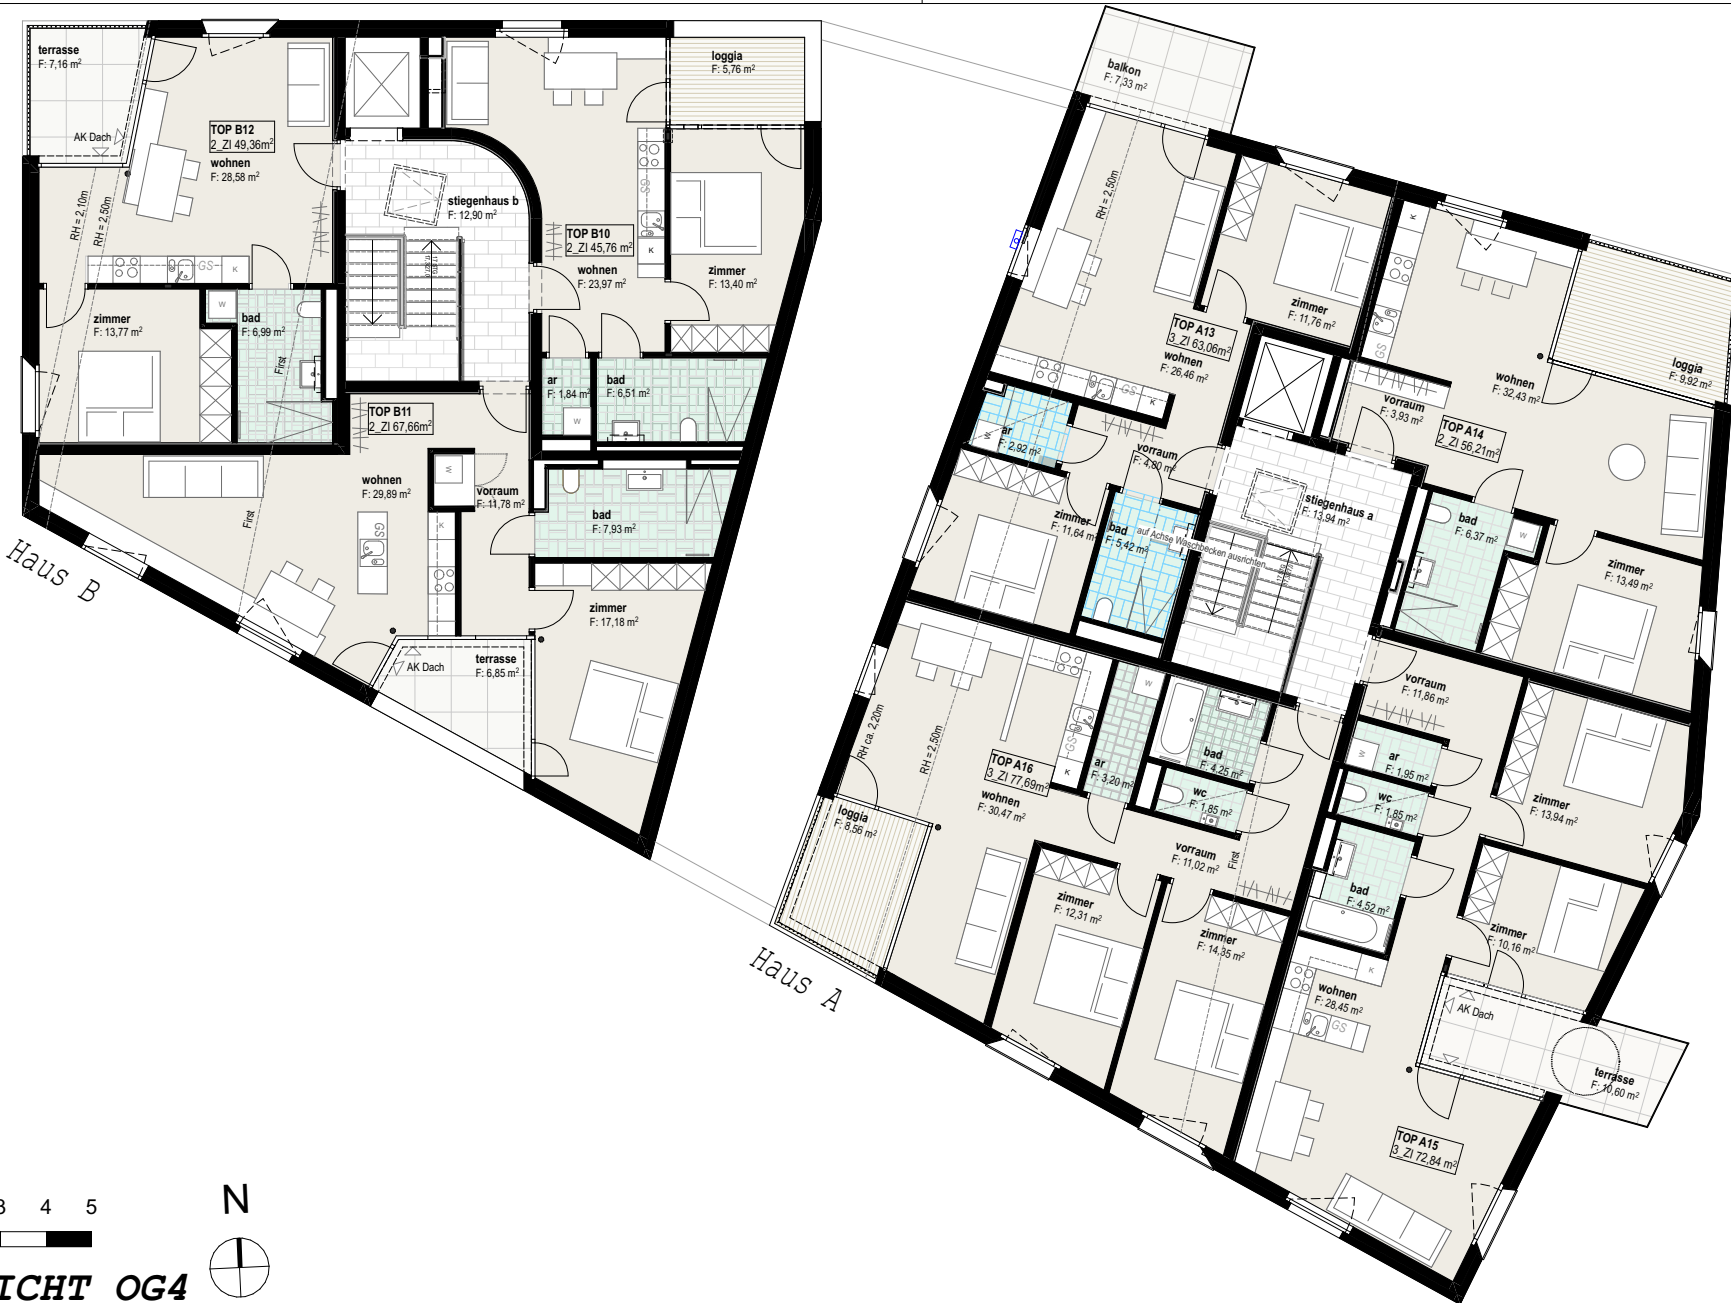 terrasse
F: 7,16 m²
AK Dach
TOP B12
2_ZI 49,36m²
wohnen
F: 28,58 m²
RH = 2,10m
RH = 2,50m
GS
K
zimmer
F: 13,77 m²
W
bad
F: 6,99 m²
First
stiegenhaus b
F: 12,90 m²
loggia
F: 5,76 m²
GS
K
TOP B10
2_ZI 45,76 m²
wohnen
F: 23,97 m²
zimmer
F: 13,40 m²
ar
F: 1,84 m²
W
bad
F: 6,51 m²
TOP B11
2_ZI 67,66m²
wohnen
F: 29,89 m²
First
W
vorraum
F: 11,78 m²
K
GS
bad
F: 7,93 m²
zimmer
F: 17,18 m²
AK Dach
terrasse
F: 6,85 m²
Haus B
balkon
F: 7,33 m²
RH = 2,50m
TOP A13
3_ZI 63,06m²
wohnen
F: 26,46 m²
GS
K
zimmer
F: 11,76 m²
ar
F: 2,92 m²
W
vorraum
F: 4,80 m²
zimmer
F: 11,64 m²
bad
F: 5,42 m²
auf Achse Waschbecken ausrichten
stiegenhaus a
F: 13,94 m²
K
GS
wohnen
F: 32,43 m²
loggia
F: 9,92 m²
vorraum
F: 3,93 m²
TOP A14
2_ZI 56,21m²
bad
F: 6,37 m²
W
zimmer
F: 13,49 m²
RH ca. 2,20m
RH = 2,50m
TOP A16
3_ZI 77,69m²
wohnen
F: 30,47 m²
GS
K
W
ar
F: 3,20 m²
bad
F: 4,25 m²
wc
F: 1,85 m²
vorraum
F: 11,02 m²
First
loggia
F: 8,56 m²
zimmer
F: 12,31 m²
zimmer
F: 14,35 m²
Haus A
vorraum
F: 11,86 m²
W
ar
F: 1,95 m²
wc
F: 1,85 m²
zimmer
F: 13,94 m²
bad
F: 4,52 m²
zimmer
F: 10,16 m²
K
wohnen
F: 28,45 m²
GS
AK Dach
terrasse
F: 10,60 m²
TOP A15
3_ZI 72,84 m²
3 4 5
N
ICHT OG4